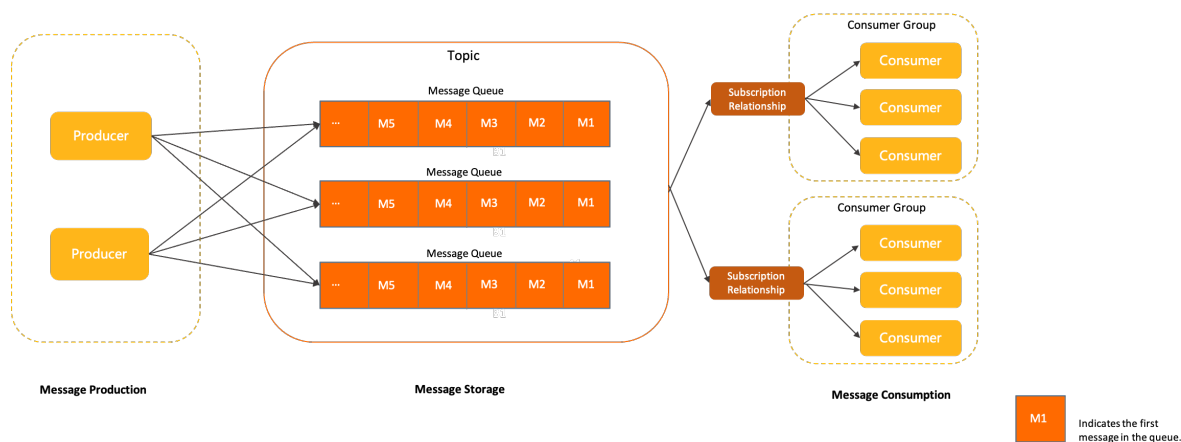 Consumer Group
Consumer
Topic
Message Queue
Subscription
Relationship
Consumer
... M5 M4 M3 M2 M1
Producer
Consumer
Message Queue
... M5 M4 M3 M2 M1
Consumer Group
Consumer
Producer
Message Queue
Subscription
Relationship
Consumer
... M5 M4 M3 M2 M1
Consumer
Message Production
Message Storage
Message Consumption
M1
Indicates the first
message in the queue.